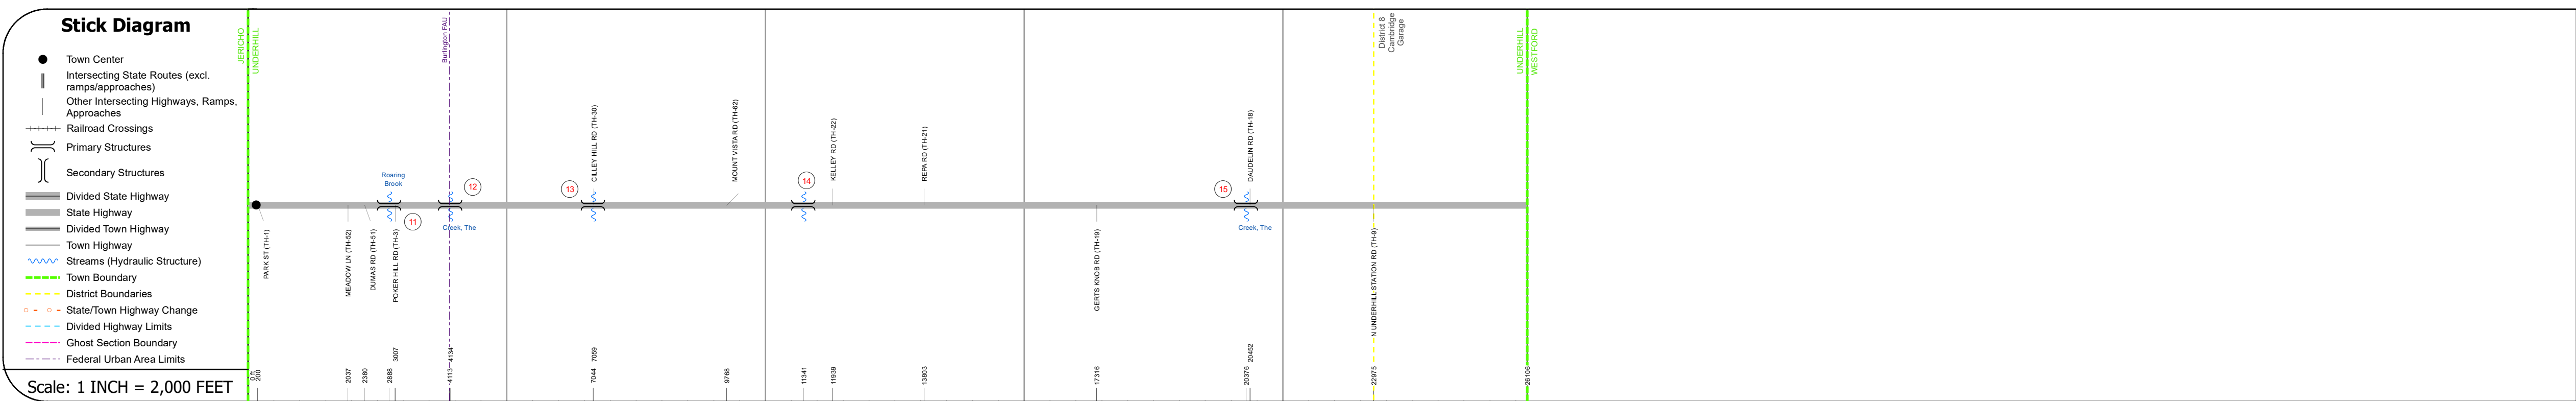 Stick Diagram
Town Center
Intersecting State Routes (excl.
ramps/approaches)
Other Intersecting Highways, Ramps,
Approaches
Railroad Crossings
Primary Structures
Secondary Structures
Divided State Highway
State Highway
Divided Town Highway
Town Highway
Streams (Hydraulic Structure)
Town Boundary
District Boundaries
State/Town Highway Change
Divided Highway Limits
Ghost Section Boundary
Federal Urban Area Limits
Scale: 1 INCH = 2,000 FEET
JERICHO
UNDERHILL
Burlington FAU
District 8
Cambridge
Garage
UNDERHILL
WESTFORD
CILLEY HILL RD (TH-30)
MOUNT VISTA RD (TH-62)
KELLEY RD (TH-22)
REPA RD (TH-21)
DAUDELIN RD (TH-18)
Roaring
Brook
11
12
13
14
15
Creek, The
Creek, The
PARK ST (TH-1)
MEADOW LN (TH-52)
DUMAS RD (TH-51)
POKER HILL RD (TH-3)
GERTS KNOB RD (TH-19)
N UNDERHILL STATION RD (TH-9)
0 ft
200
2037
2380
2888
3007
4113
4134
7044
7059
9768
11341
11939
13803
17316
20376
20452
22975
26106